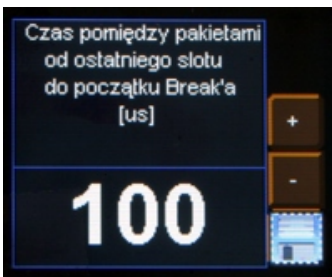 Czas pomiędzy pakietami
od ostatniego slotu
do początku Break'a
[us]
+
-
100